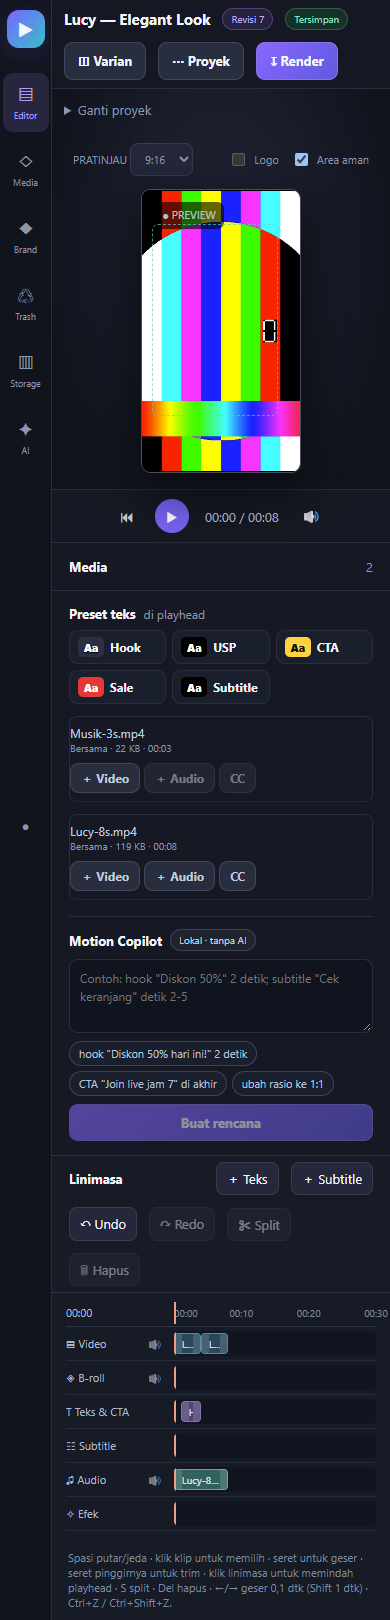 Lucy — Elegant Look
Revisi 7
Tersimpan
Varian
Proyek
Render
Editor
Media
Brand
Trash
Storage
AI
Ganti proyek
PRATINJAU
9:16
Logo
Area aman
PREVIEW
00:00 / 00:08
Media
2
Preset teks di playhead
Aa Hook
Aa USP
Aa CTA
Aa Sale
Aa Subtitle
Musik-3s.mp4
Bersama · 22 KB · 00:03
+ Video
+ Audio
CC
Lucy-8s.mp4
Bersama · 119 KB · 00:08
+ Video
+ Audio
CC
Motion Copilot
Lokal · tanpa AI
Contoh: hook "Diskon 50%" 2 detik; subtitle "Cek
keranjang" detik 2-5
hook "Diskon 50% hari ini!" 2 detik
CTA "Join live jam 7" di akhir
ubah rasio ke 1:1
Buat rencana
Linimasa
+ Teks
+ Subtitle
Undo
Redo
Split
Hapus
00:00
00:00
00:10
00:20
00:30
Video
L...
L...
B-roll
T Teks & CTA
Subtitle
Audio
Lucy-8...
Efek
Spasi putar/jeda · klik klip untuk memilih · seret untuk geser ·
seret pinggirnya untuk trim · klik linimasa untuk memindah
playhead · S split · Del hapus · ←/→ geser 0,1 dtk (Shift 1 dtk) ·
Ctrl+Z / Ctrl+Shift+Z.